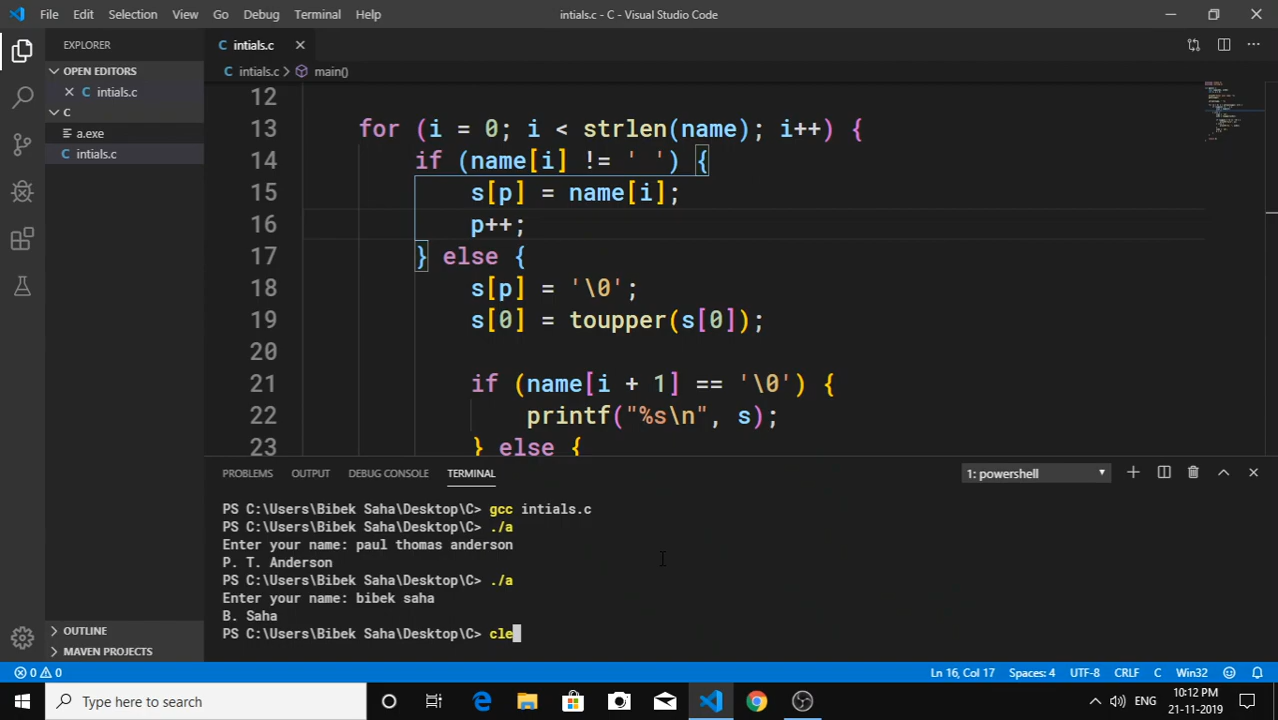 File Edit Selection View Go Debug Terminal Help intials.c - C - Visual Studio Code
EXPLORER
OPEN EDITORS
intials.c
C
a.exe
intials.c
OUTLINE
MAVEN PROJECTS
intials.c
intials.c > main()
12
13 for (i = 0; i < strlen(name); i++) {
14 if (name[i] != ' ') {
15 s[p] = name[i];
16 p++;
17 } else {
18 s[p] = '\0';
19 s[0] = toupper(s[0]);
20
21 if (name[i + 1] == '\0') {
22 printf("%s\n", s);
23 } else {
PROBLEMS OUTPUT DEBUG CONSOLE TERMINAL 1: powershell
PS C:\Users\Bibek Saha\Desktop\C> gcc intials.c
PS C:\Users\Bibek Saha\Desktop\C> ./a
Enter your name: paul thomas anderson
P. T. Anderson
PS C:\Users\Bibek Saha\Desktop\C> ./a
Enter your name: bibek saha
B. Saha
PS C:\Users\Bibek Saha\Desktop\C> cle
0 0 Ln 16, Col 17 Spaces: 4 UTF-8 CRLF C Win32
Type here to search ENG 10:12 PM
21-11-2019